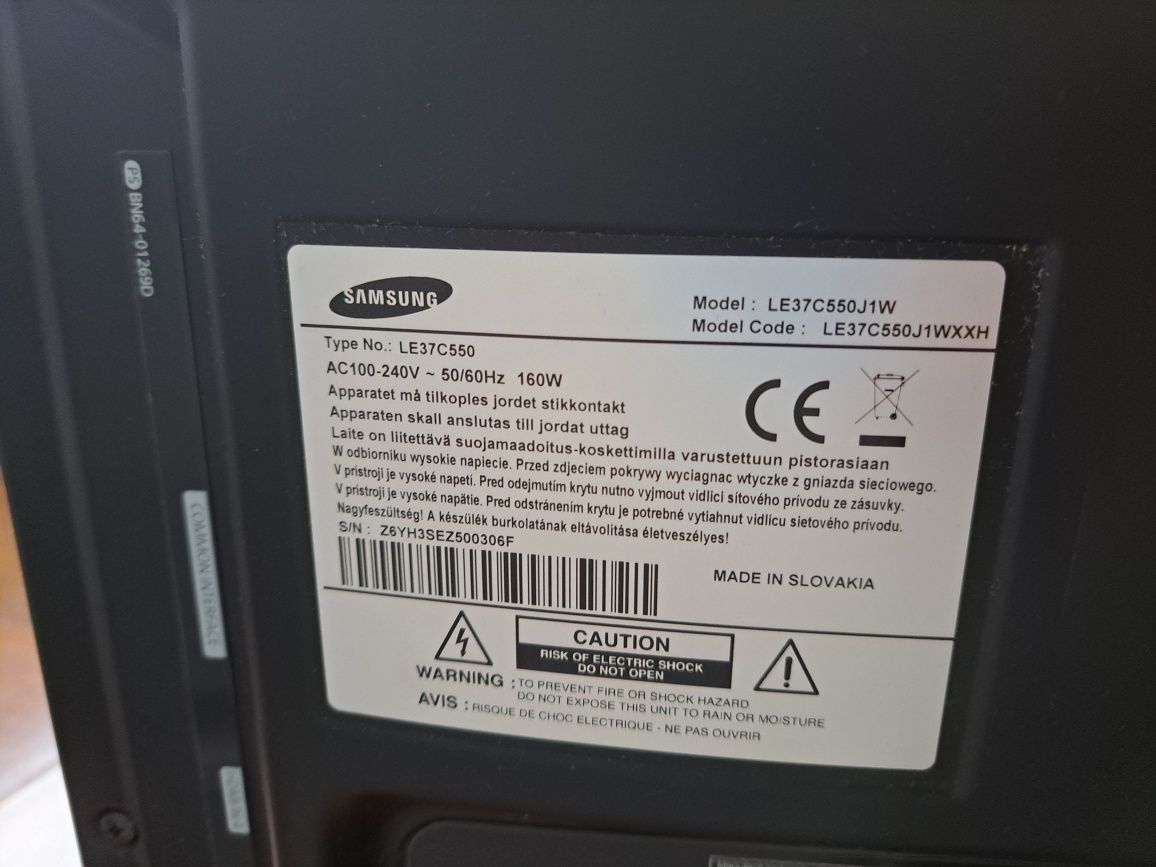 PS BN64-01269D
SAMSUNG
Model : LE37C550J1W
Model Code : LE37C550J1WXXH
Type No.: LE37C550
AC100-240V ~ 50/60Hz 160W
CE
Apparatet må tilkoples jordet stikkontakt
Apparaten skall anslutas till jordat uttag
Laite on liitettävä suojamaadoitus-koskettimilla varustettuun pistorasiaan
W odbiorniku wysokie napiecie. Przed zdjeciem pokrywy wyciagnac wtyczke z gniazda sieciowego.
V prístroji je vysoké napetí. Pred odejmutím krytu nutno vyjmout vidlici sítového prívodu ze zásuvky.
V prístroji je vysoké napätie. Pred odstránením krytu je potrebné vytiahnut vidlicu sietového prívodu.
Nagyfeszültség! A készülék burkolatának eltávolítása életveszélyes!
S/N : Z6YH3SEZ500306F
MADE IN SLOVAKIA
COMMON INTERFACE
CAUTION
RISK OF ELECTRIC SHOCK
DO NOT OPEN
WARNING : TO PREVENT FIRE OR SHOCK HAZARD
DO NOT EXPOSE THIS UNIT TO RAIN OR MOISTURE
AVIS : RISQUE DE CHOC ELECTRIQUE - NE PAS OUVRIR